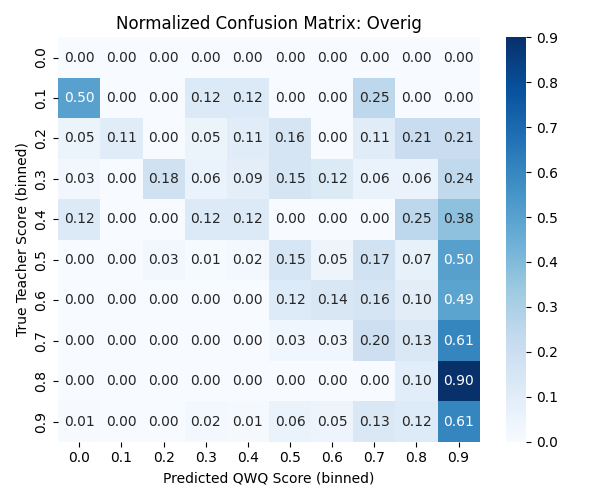 Normalized Confusion Matrix: Overig
True Teacher Score (binned)
0.0 0.00 0.00 0.00 0.00 0.00 0.00 0.00 0.00 0.00 0.00
0.1 0.50 0.00 0.00 0.12 0.12 0.00 0.00 0.25 0.00 0.00
0.2 0.05 0.11 0.00 0.05 0.11 0.16 0.00 0.11 0.21 0.21
0.3 0.03 0.00 0.18 0.06 0.09 0.15 0.12 0.06 0.06 0.24
0.4 0.12 0.00 0.00 0.12 0.12 0.00 0.00 0.00 0.25 0.38
0.5 0.00 0.00 0.03 0.01 0.02 0.15 0.05 0.17 0.07 0.50
0.6 0.00 0.00 0.00 0.00 0.00 0.12 0.14 0.16 0.10 0.49
0.7 0.00 0.00 0.00 0.00 0.00 0.03 0.03 0.20 0.13 0.61
0.8 0.00 0.00 0.00 0.00 0.00 0.00 0.00 0.00 0.10 0.90
0.9 0.01 0.00 0.00 0.02 0.01 0.06 0.05 0.13 0.12 0.61
0.0 0.1 0.2 0.3 0.4 0.5 0.6 0.7 0.8 0.9
Predicted QWQ Score (binned)
0.9
0.8
0.7
0.6
0.5
0.4
0.3
0.2
0.1
0.0